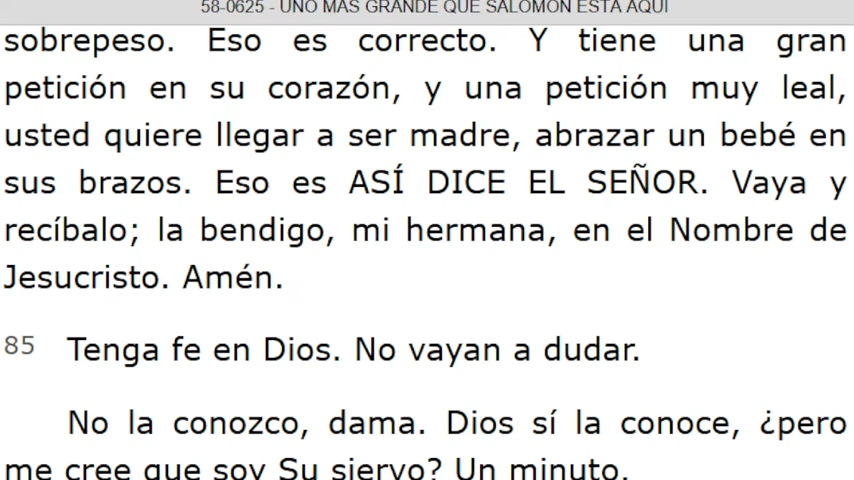 58-0625 - UNO MAS GRANDE QUE SALOMON ESTA AQUI
sobrepeso. Eso es correcto. Y tiene una gran
petición en su corazón, y una petición muy leal,
usted quiere llegar a ser madre, abrazar un bebé en
sus brazos. Eso es ASÍ DICE EL SEÑOR. Vaya y
recíbalo; la bendigo, mi hermana, en el Nombre de
Jesucristo. Amén.
85 Tenga fe en Dios. No vayan a dudar.
No la conozco, dama. Dios sí la conoce, ¿pero
me cree que soy Su siervo? Un minuto.